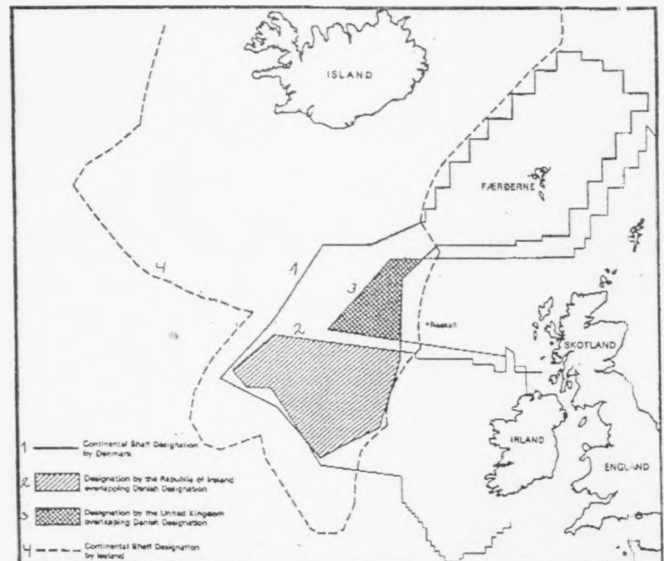 ISLAND
FÆRØERNE
4
1
3
2
Rockall
SKOTLAND
IRLAND
ENGLAND
1 Continental Shelf Designation
by Denmark
2 Designation by the Republic of Ireland
overlapping Danish Designation
3 Designation by the United Kingdom
overlapping Danish Designation.
4 Continental Shelf Designation
by Iceland